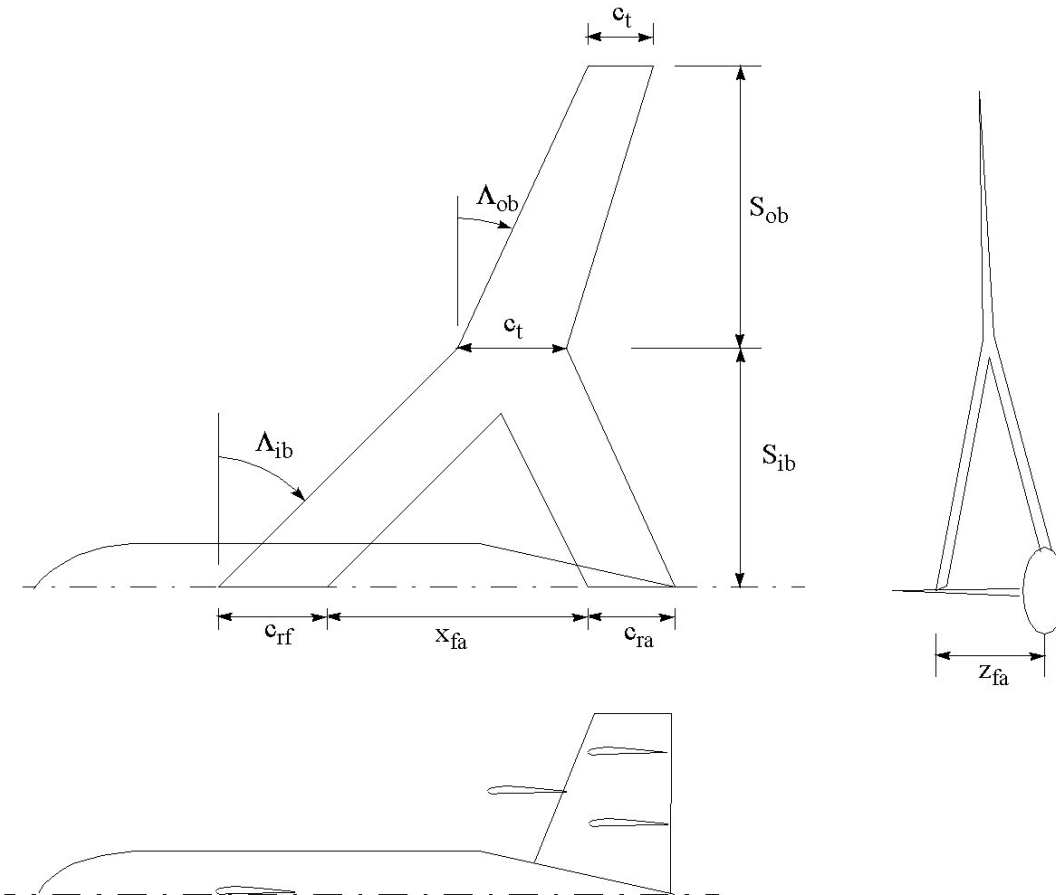 c_t
Λ_ob
S_ob
c_t
Λ_ib
S_ib
c_rf
x_fa
c_ra
z_fa